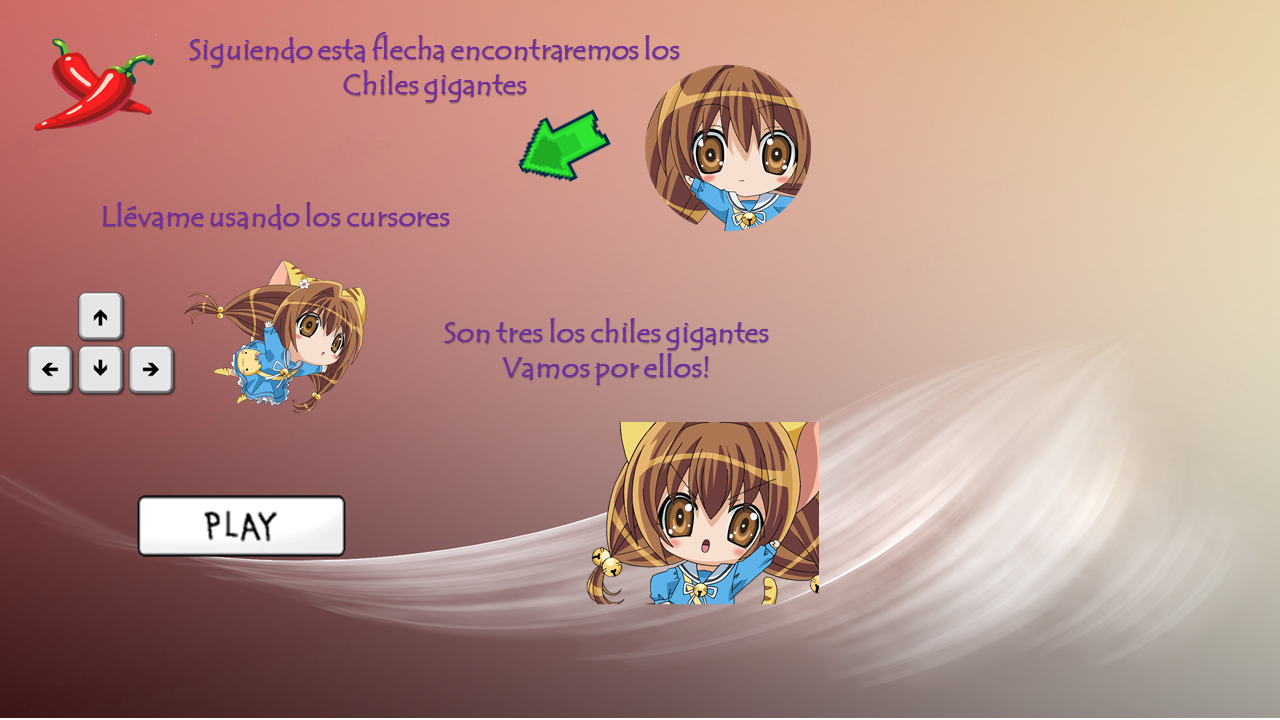 Siguiendo esta flecha encontraremos los
Chiles gigantes
Llévame usando los cursores
Son tres los chiles gigantes
Vamos por ellos!
PLAY